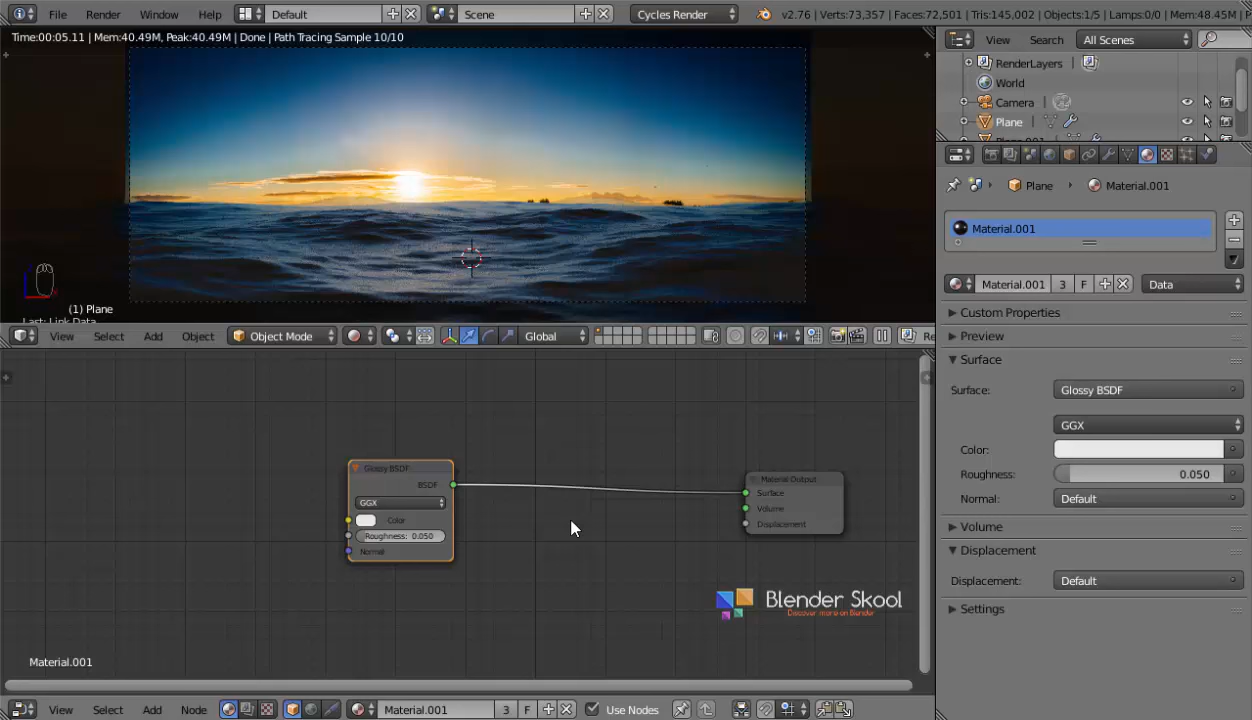 File Render Window Help Default Scene Cycles Render v2.76 | Verts:73,357 | Faces:72,501 | Tris:145,002 | Objects:1/5 | Lamps:0/0 | Mem:48.45M
Time:00:05.11 | Mem:40.49M, Peak:40.49M | Done | Path Tracing Sample 10/10
View Search All Scenes
RenderLayers
World
Camera
Plane
Plane Material.001
Material.001
Material.001 3 F Data
Custom Properties
Preview
Surface
Surface: Glossy BSDF
GGX
Color:
Roughness: 0.050
Normal: Default
Volume
Displacement
Displacement: Default
Settings
(1) Plane
Last: Link Data
View Select Add Object Object Mode Global Re
Glossy BSDF
BSDF
GGX
Color
Roughness: 0.050
Normal
Material Output
Surface
Volume
Displacement
Blender Skool
Discover more on Blender
Material.001
View Select Add Node Material.001 3 F Use Nodes